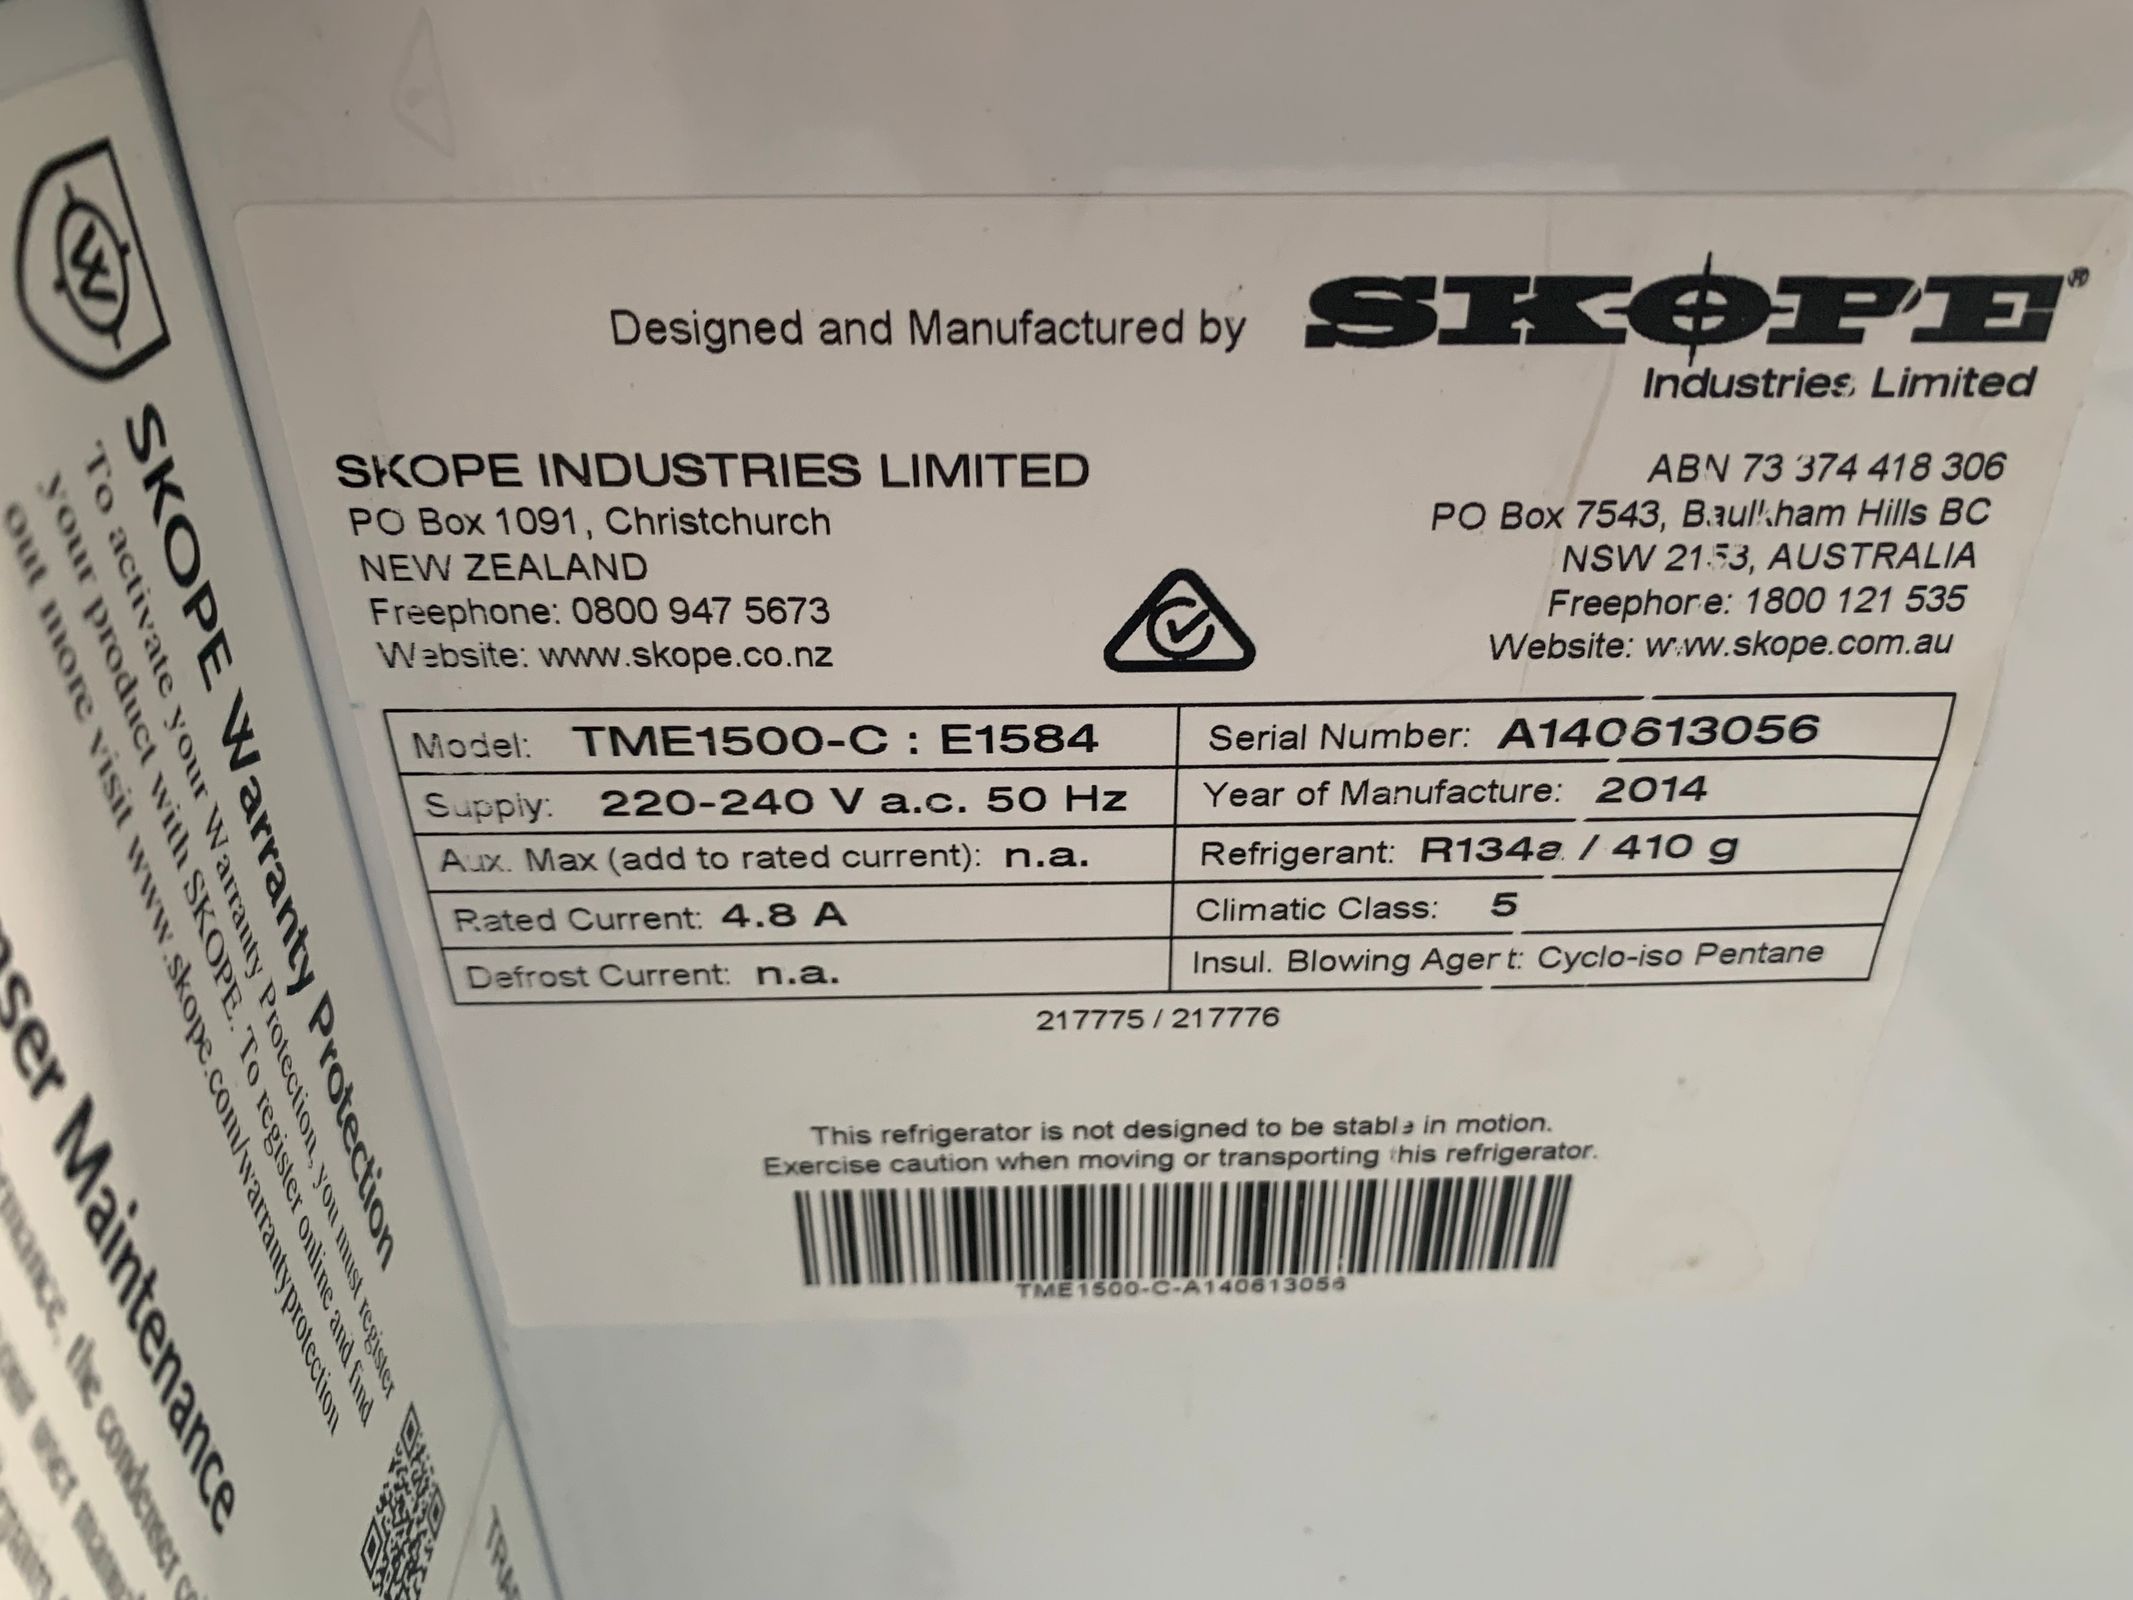 Designed and Manufactured by SKOPE®
Industries Limited
SKOPE INDUSTRIES LIMITED
PO Box 1091, Christchurch
NEW ZEALAND
Freephone: 0800 947 5673
Website: www.skope.co.nz
ABN 73 374 418 306
PO Box 7543, Baulkham Hills BC
NSW 2153, AUSTRALIA
Freephone: 1800 121 535
Website: www.skope.com.au
Model: TME1500-C : E1584
Serial Number: A140613056
Supply: 220-240 V a.c. 50 Hz
Year of Manufacture: 2014
Aux. Max (add to rated current): n.a.
Refrigerant: R134a / 410 g
Rated Current: 4.8 A
Climatic Class: 5
Defrost Current: n.a.
Insul. Blowing Agent: Cyclo-iso Pentane
217775 / 217776
This refrigerator is not designed to be stable in motion.
Exercise caution when moving or transporting this refrigerator.
TME1500-C-A140613056
W
SKOPE Warranty Protection
To activate your Warranty Protection, you must register
your product with SKOPE. To register online and find
out more visit www.skope.com/warrantyprotection
Maintenance
the condenser